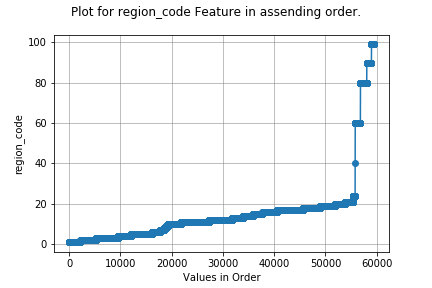 Plot for region_code Feature in assending order.
100
80
60
40
20
0
region_code
0 10000 20000 30000 40000 50000 60000
Values in Order